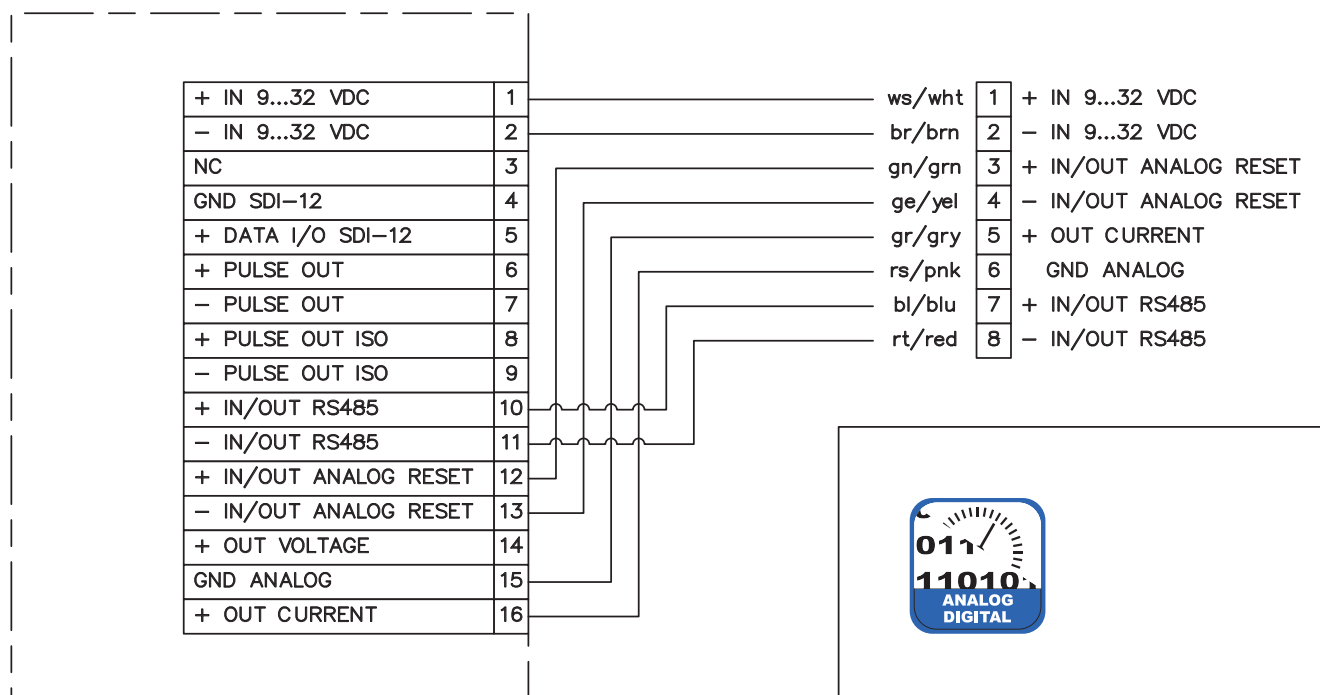 + IN 9...32 VDC 1
− IN 9...32 VDC 2
NC 3
GND SDI−12 4
+ DATA I/O SDI−12 5
+ PULSE OUT 6
− PULSE OUT 7
+ PULSE OUT ISO 8
− PULSE OUT ISO 9
+ IN/OUT RS485 10
− IN/OUT RS485 11
+ IN/OUT ANALOG RESET 12
− IN/OUT ANALOG RESET 13
+ OUT VOLTAGE 14
GND ANALOG 15
+ OUT CURRENT 16
ws/wht 1 + IN 9...32 VDC
br/brn 2 − IN 9...32 VDC
gn/grn 3 + IN/OUT ANALOG RESET
ge/yel 4 − IN/OUT ANALOG RESET
gr/gry 5 + OUT CURRENT
rs/pnk 6 GND ANALOG
bl/blu 7 + IN/OUT RS485
rt/red 8 − IN/OUT RS485
011
11010
ANALOG
DIGITAL